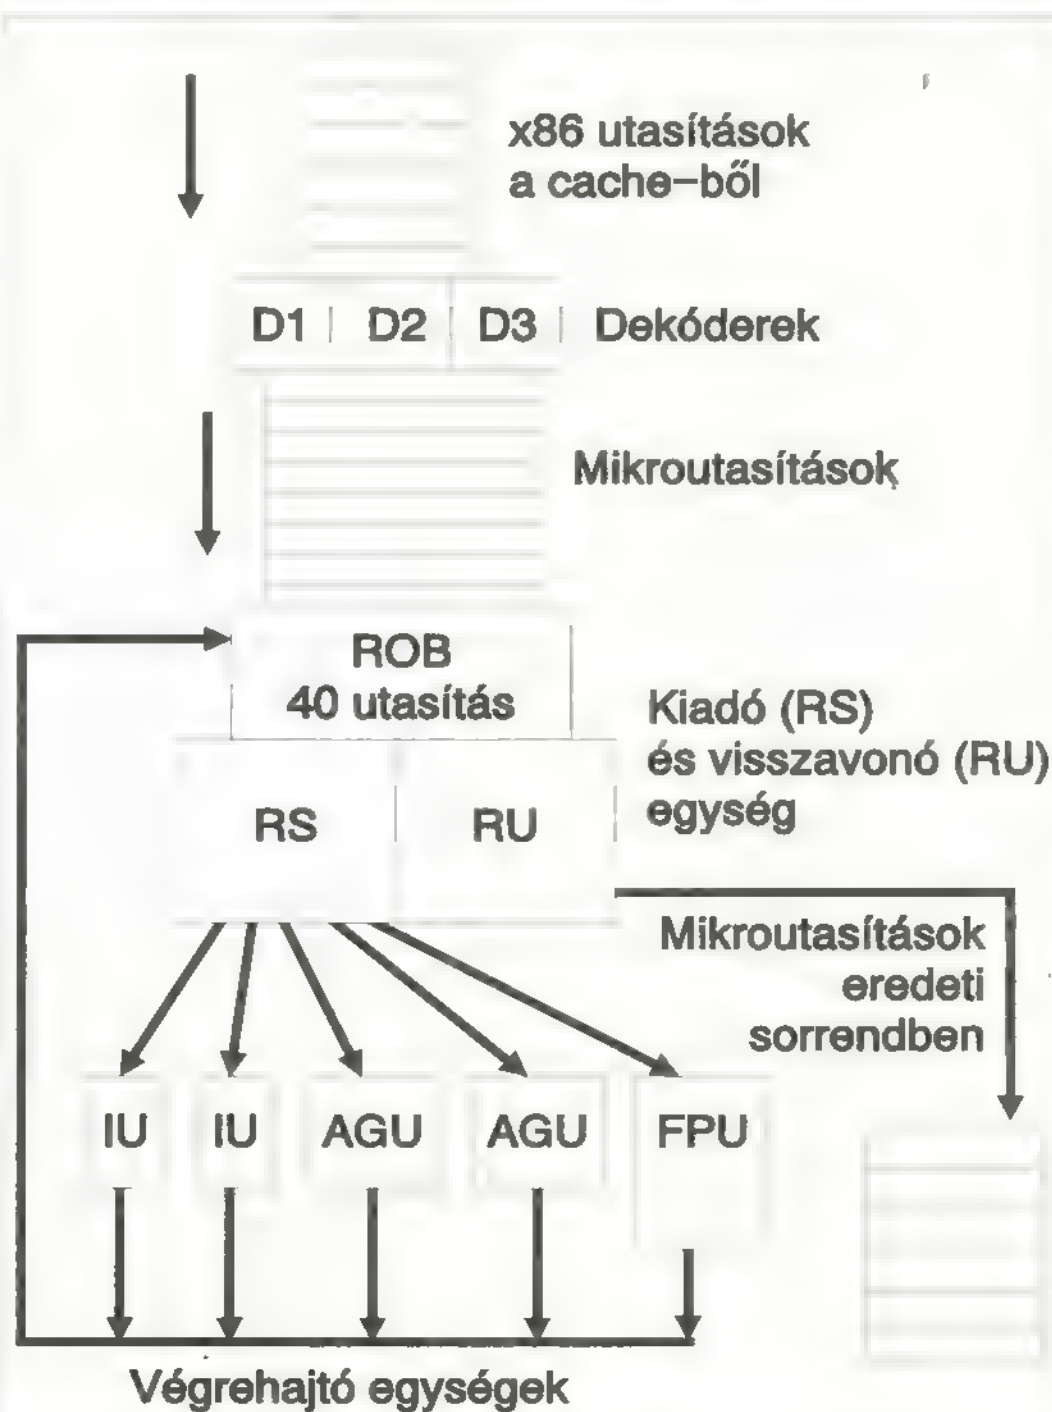 x86 utasítások
a cache-ből
D1 D2 D3 Dekóderek
Mikroutasítások
ROB
40 utasítás
Kiadó (RS)
és visszavonó (RU)
egység
RS RU
Mikroutasítások
eredeti
sorrendben
IU IU AGU AGU FPU
Végrehajtó egységek